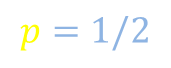 p = 1/2